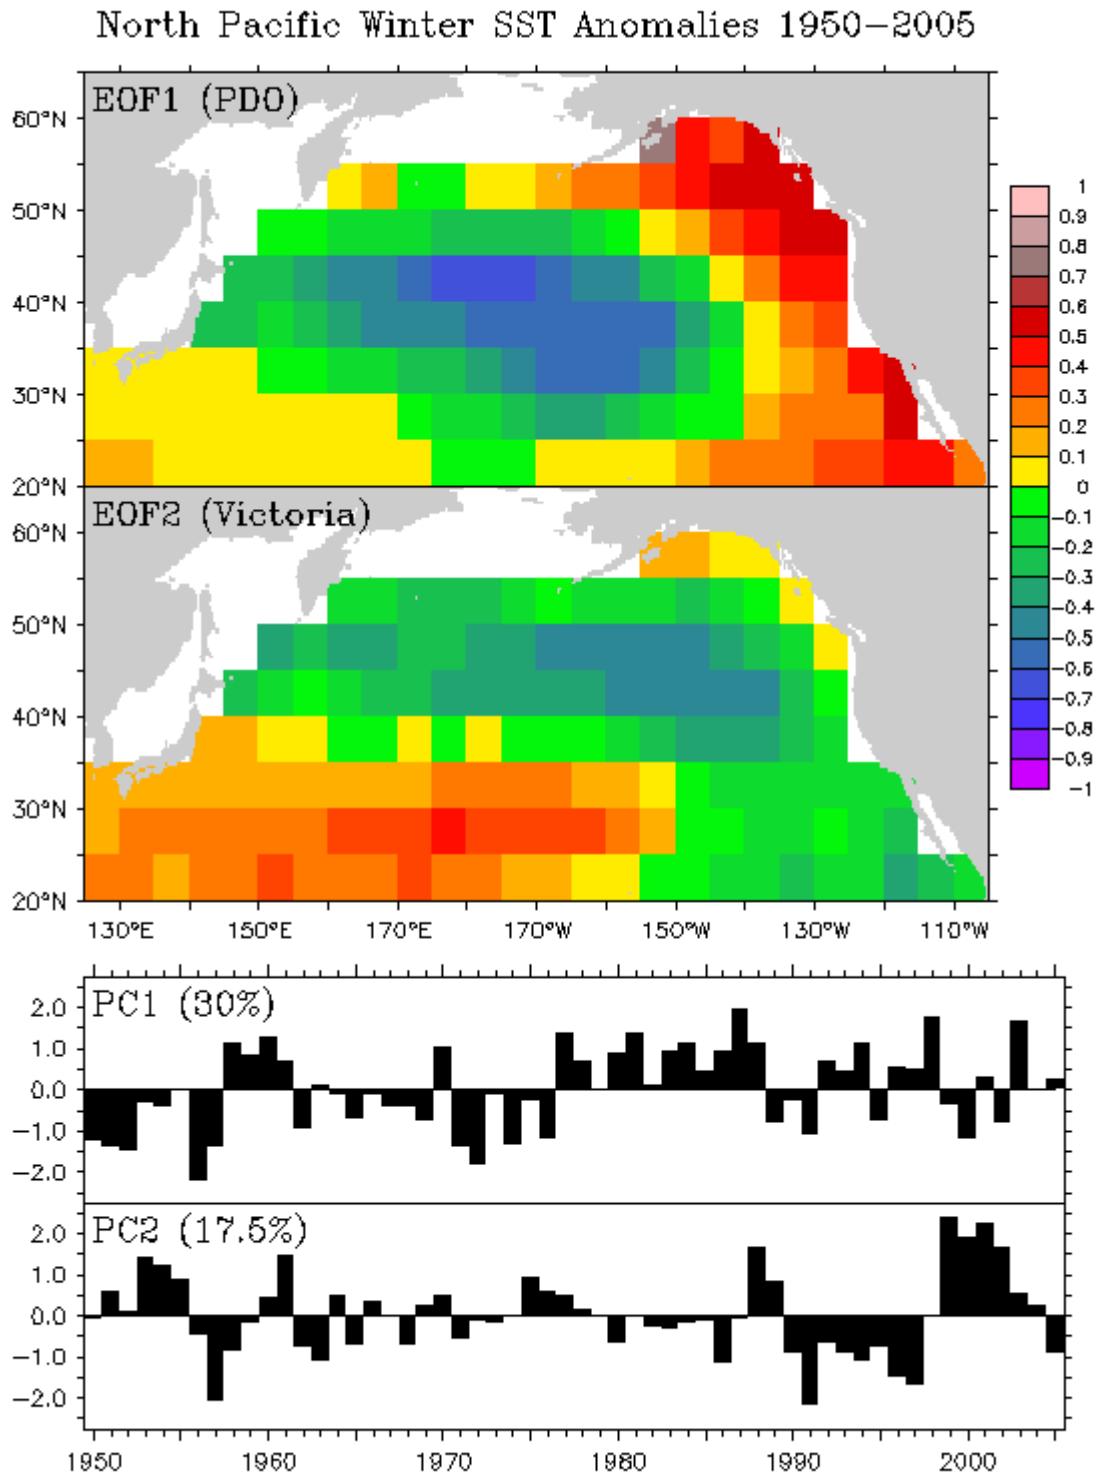 North Pacific Winter SST Anomalies 1950−2005
EOF1 (PDO)
60°N
50°N
40°N
30°N
20°N
EOF2 (Victoria)
60°N
50°N
40°N
30°N
20°N
130°E 150°E 170°E 170°W 150°W 130°W 110°W
1
0.9
0.8
0.7
0.6
0.5
0.4
0.3
0.2
0.1
0
−0.1
−0.2
−0.3
−0.4
−0.5
−0.6
−0.7
−0.8
−0.9
−1
PC1 (30%)
2.0
1.0
0.0
−1.0
−2.0
PC2 (17.5%)
2.0
1.0
0.0
−1.0
−2.0
1950 1960 1970 1980 1990 2000